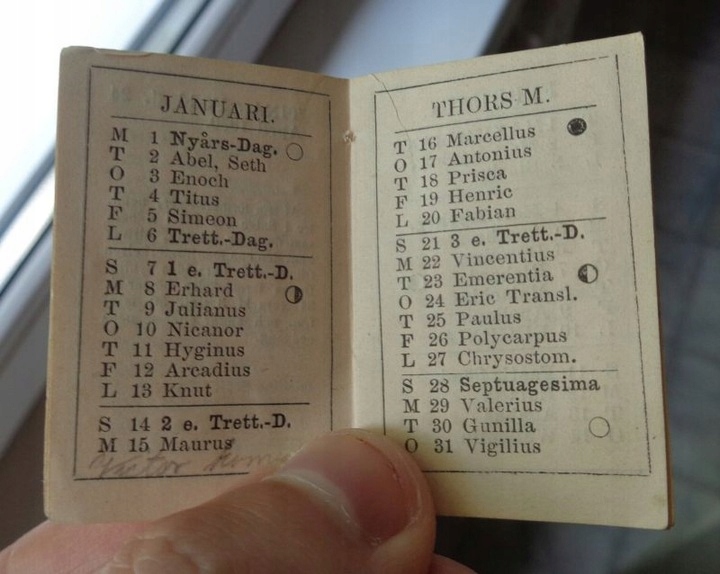 JANUARI.
M 1 Nyårs-Dag.
T 2 Abel, Seth
O 3 Enoch
T 4 Titus
F 5 Simeon
L 6 Trett.-Dag.
S 7 1 e. Trett.-D.
M 8 Erhard
T 9 Julianus
O 10 Nicanor
T 11 Hyginus
F 12 Arcadius
L 13 Knut
S 14 2 e. Trett.-D.
M 15 Maurus
THORS M.
T 16 Marcellus
O 17 Antonius
T 18 Prisca
F 19 Henric
L 20 Fabian
S 21 3 e. Trett.-D.
M 22 Vincentius
T 23 Emerentia
O 24 Eric Transl.
T 25 Paulus
F 26 Polycarpus
L 27 Chrysostom.
S 28 Septuagesima
M 29 Valerius
T 30 Gunilla
O 31 Vigilius